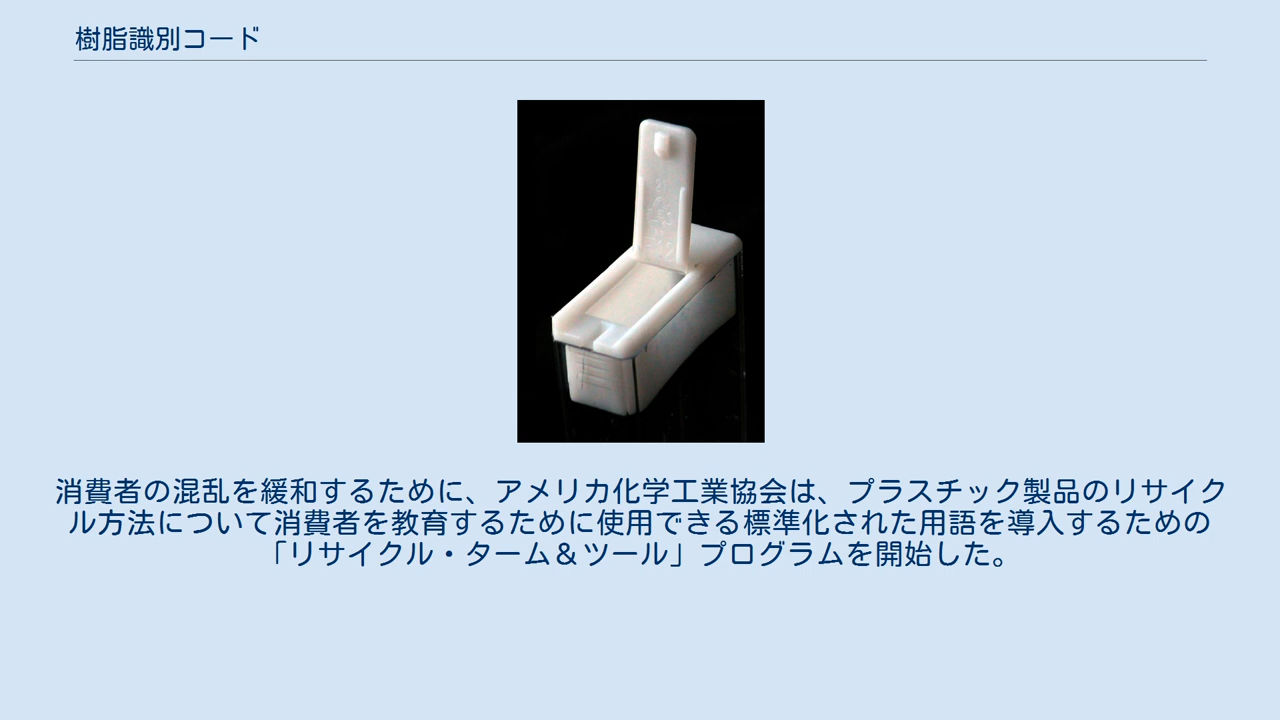 樹脂識別コード
消費者の混乱を緩和するために、アメリカ化学工業協会は、プラスチック製品のリサイク
ル方法について消費者を教育するために使用できる標準化された用語を導入するための
「リサイクル・ターム＆ツール」プログラムを開始した。